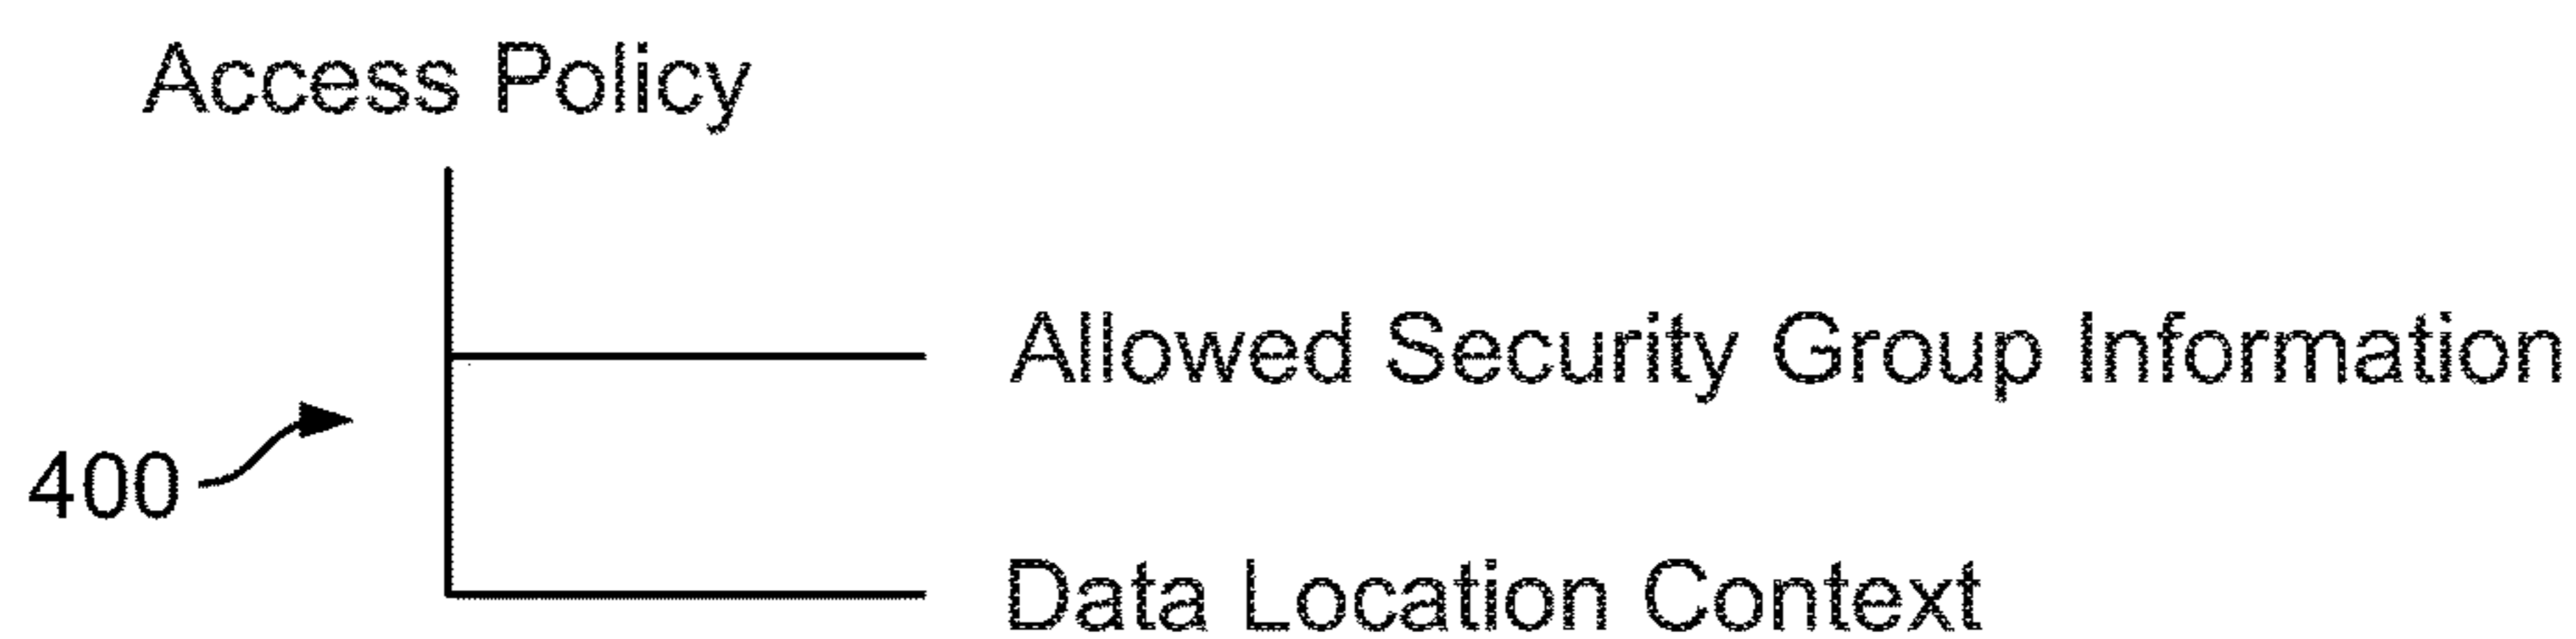 Access Policy
Allowed Security Group Information
400
Data Location Context